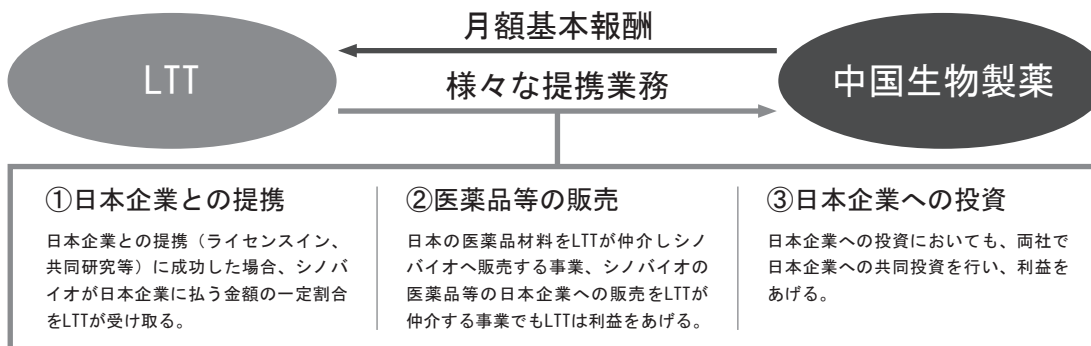 月額基本報酬
LTT
中国生物製薬
様々な提携業務
①日本企業との提携
日本企業との提携（ライセンスイン、
共同研究等）に成功した場合、シノバ
イオが日本企業に払う金額の一定割合
をLTTが受け取る。
②医薬品等の販売
日本の医薬品材料をLTTが仲介しシノ
バイオへ販売する事業、シノバイオの
医薬品等の日本企業への販売をLTTが
仲介する事業でもLTTは利益をあげる。
③日本企業への投資
日本企業への投資においても、両社で
日本企業への共同投資を行い、利益を
あげる。